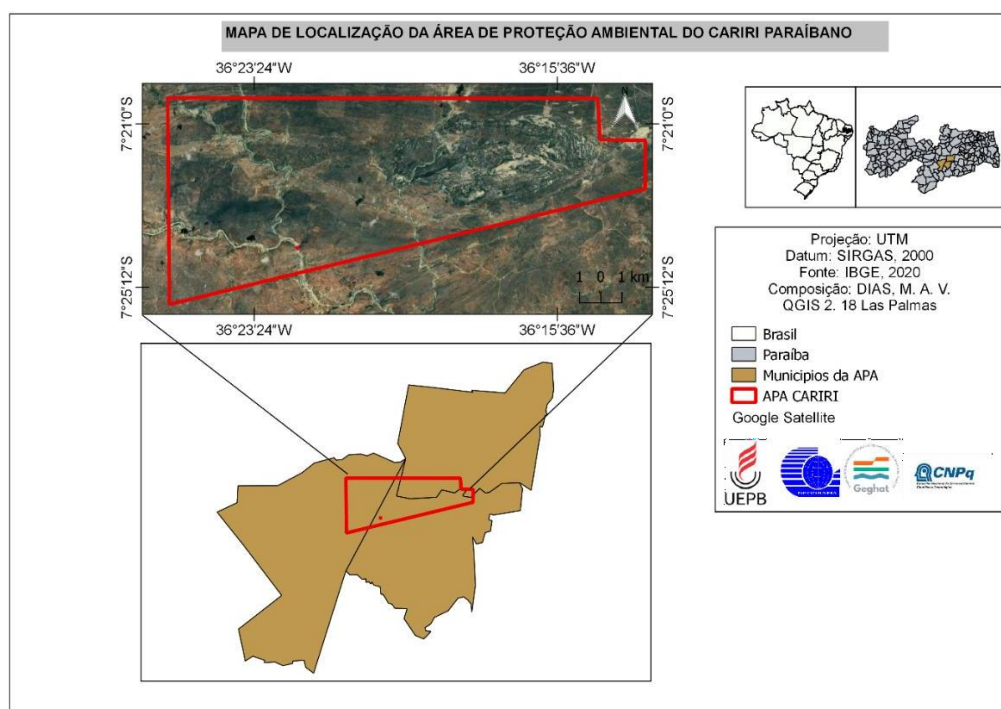 MAPA DE LOCALIZAÇÃO DA ÁREA DE PROTEÇÃO AMBIENTAL DO CARIRI PARAÍBANO
36°23'24"W
36°15'36"W
N
7°21'0"S
7°21'0"S
7°25'12"S
7°25'12"S
1 0 1 km
36°23'24"W
36°15'36"W
Projeção: UTM
Datum: SIRGAS, 2000
Fonte: IBGE, 2020
Composição: DIAS, M. A. V.
QGIS 2. 18 Las Palmas
Brasil
Paraíba
Municipios da APA
APA CARIRI
Google Satellite
UEPB
Geghat
CNPq